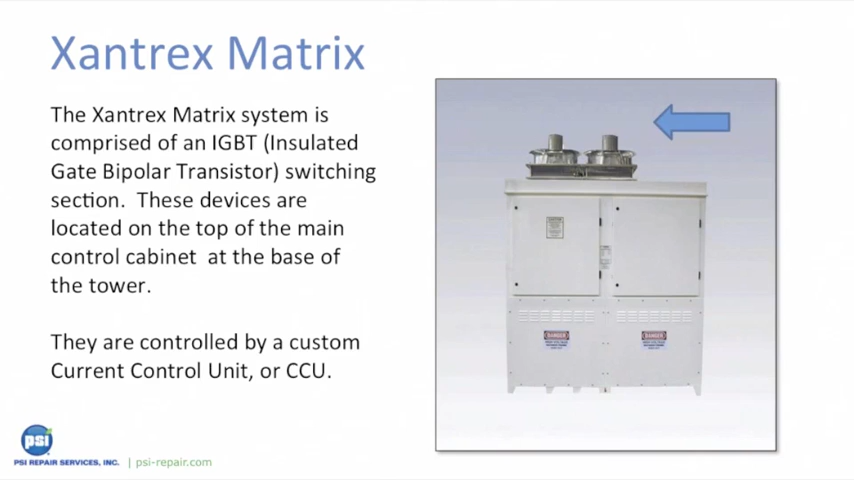 Xantrex Matrix
The Xantrex Matrix system is
comprised of an IGBT (Insulated
Gate Bipolar Transistor) switching
section.  These devices are
located on the top of the main
control cabinet  at the base of
the tower.
They are controlled by a custom
Current Control Unit, or CCU.
DANGER
DANGER
psi
PSI REPAIR SERVICES, INC. | psi-repair.com